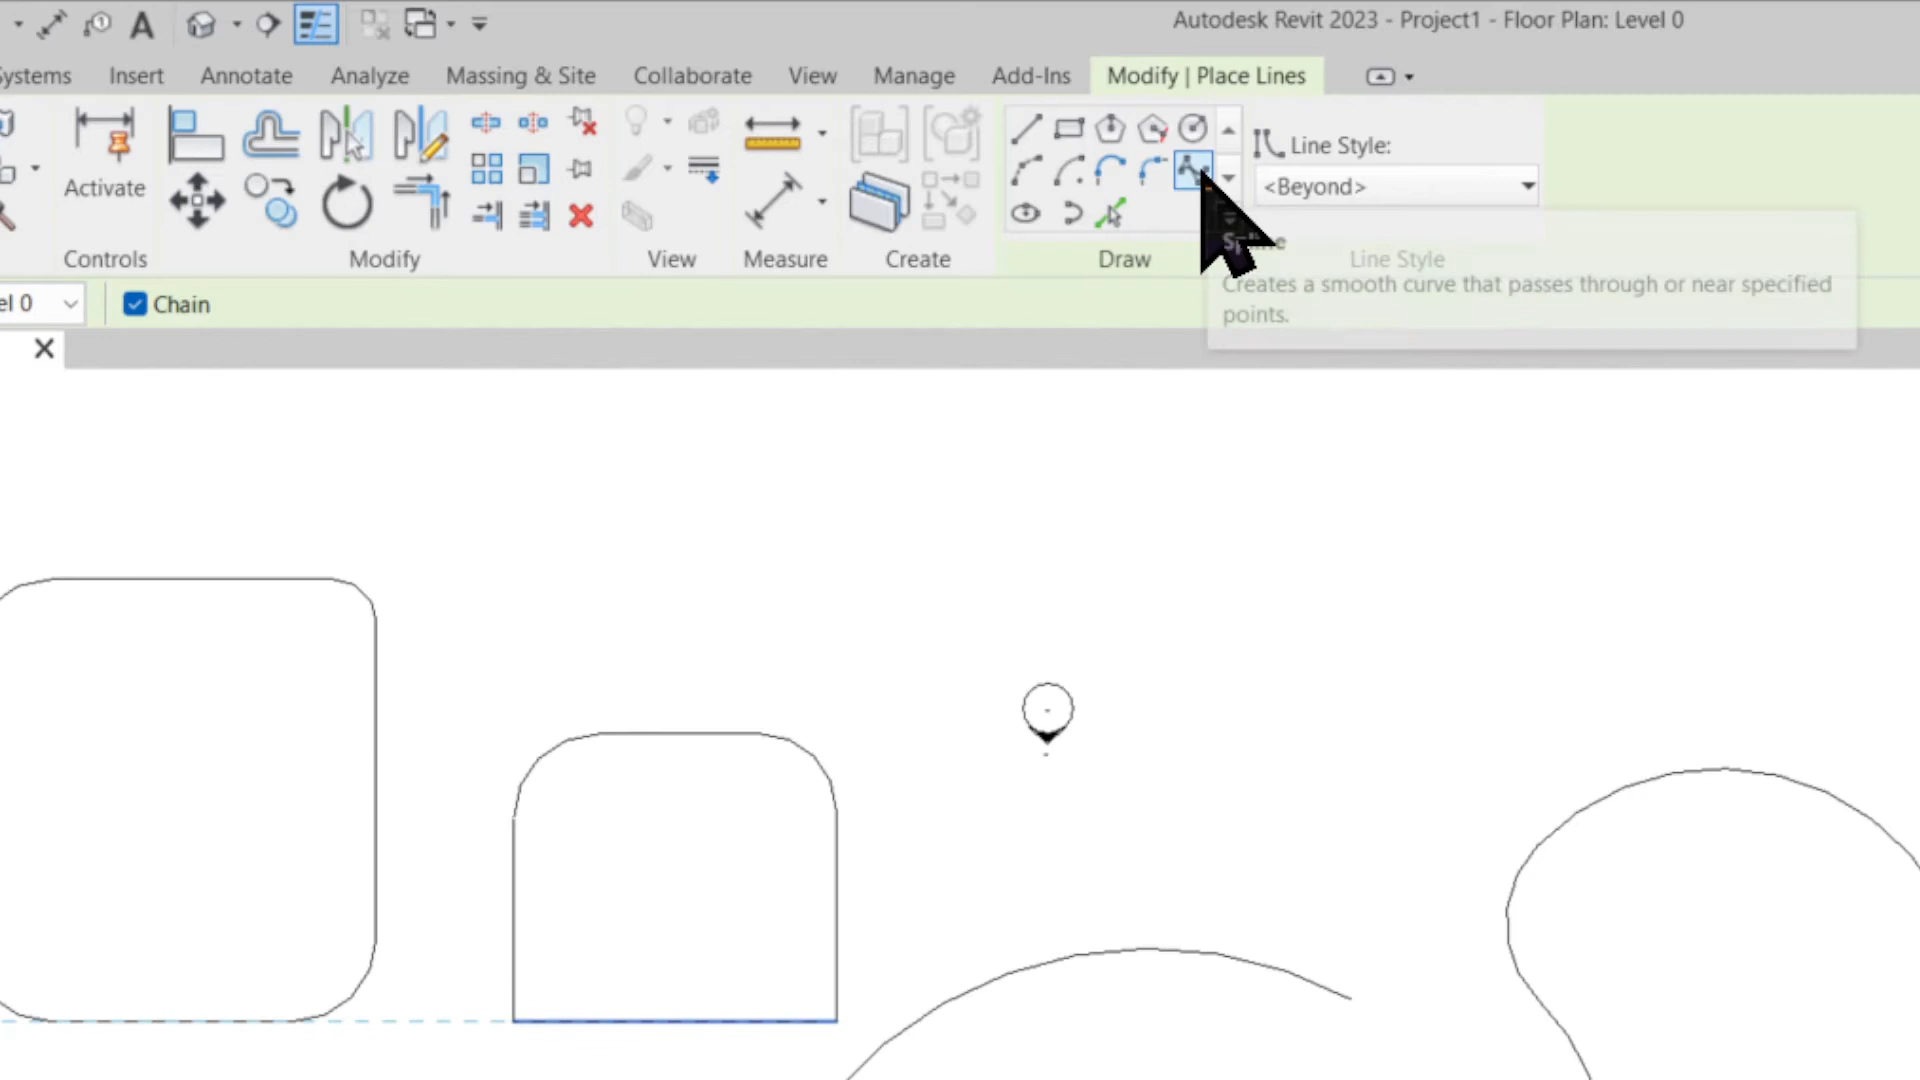 Autodesk Revit 2023 - Project1 - Floor Plan: Level 0
Systems Insert Annotate Analyze Massing & Site Collaborate View Manage Add-Ins Modify | Place Lines
Activate
Line Style:
<Beyond>
Controls Modify View Measure Create Draw Line Style
Creates a smooth curve that passes through or near specified
points.
el 0
Chain